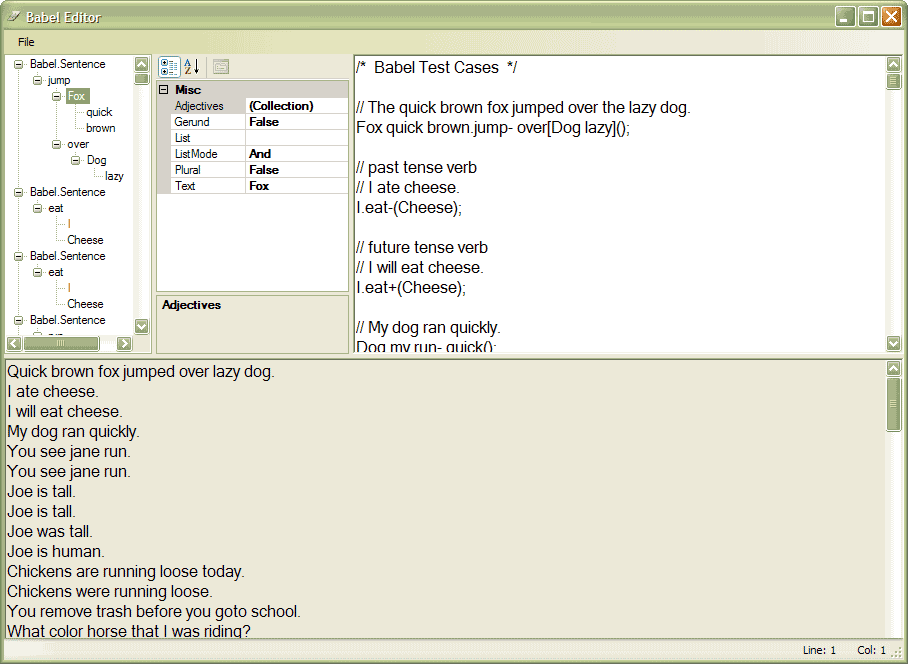 Babel Editor
File
Babel.Sentence
jump
Fox
quick
brown
over
Dog
lazy
Babel.Sentence
eat
I
Cheese
Babel.Sentence
eat
I
Cheese
Babel.Sentence
Misc
Adjectives (Collection)
Gerund False
List
ListMode And
Plural False
Text Fox
Adjectives
/*  Babel Test Cases  */
// The quick brown fox jumped over the lazy dog.
Fox quick brown.jump- over[Dog lazy]();
// past tense verb
// I ate cheese.
I.eat-(Cheese);
// future tense verb
// I will eat cheese.
I.eat+(Cheese);
// My dog ran quickly.
Dog my run- quick();
Quick brown fox jumped over lazy dog.
I ate cheese.
I will eat cheese.
My dog ran quickly.
You see jane run.
You see jane run.
Joe is tall.
Joe is tall.
Joe was tall.
Joe is human.
Chickens are running loose today.
Chickens were running loose.
You remove trash before you goto school.
What color horse that I was riding?
Line: 1 Col: 1